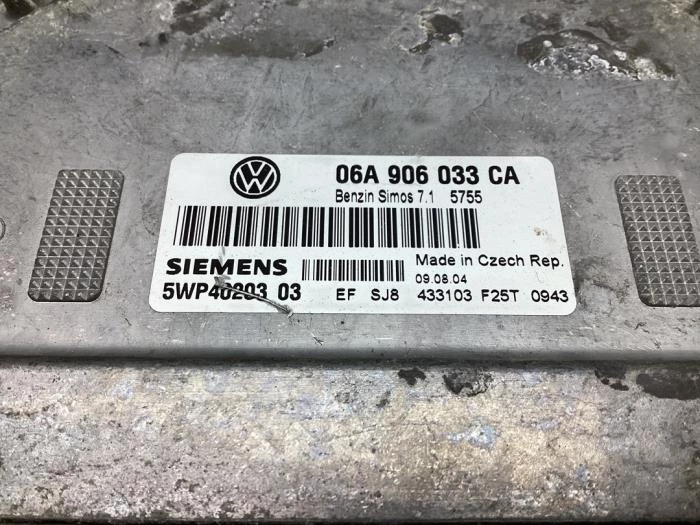 06A 906 033 CA
Benzin Simos 7.1 5755
SIEMENS
Made in Czech Rep.
09.08.04
5WP40293 03
EF SJ8 433103 F25T 0943